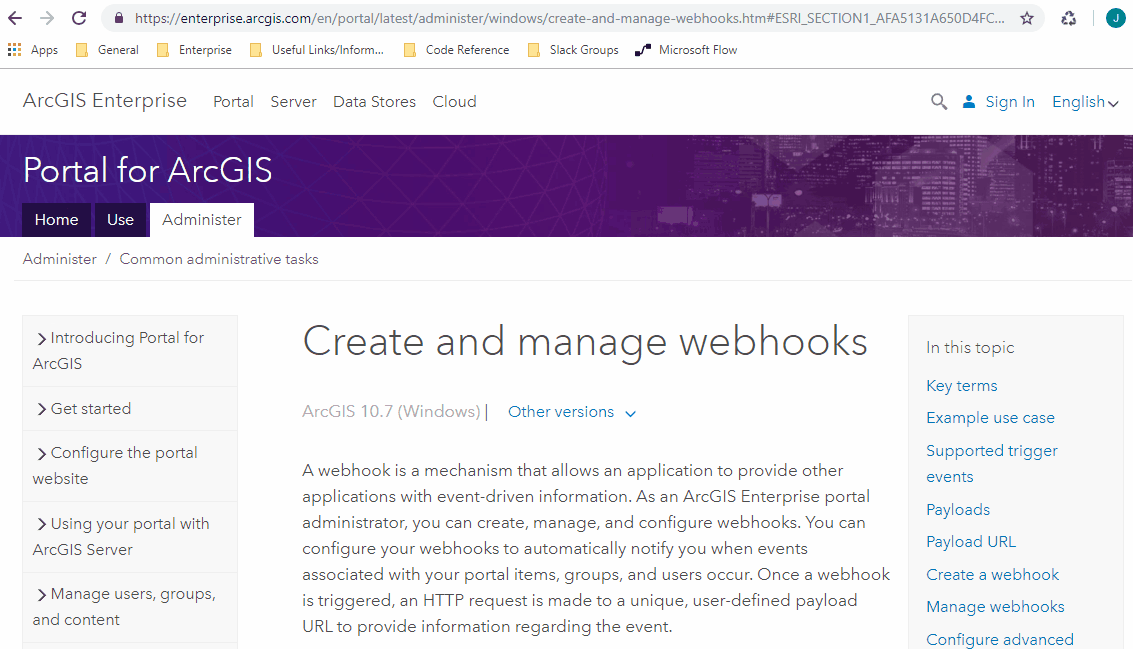 https://enterprise.arcgis.com/en/portal/latest/administer/windows/create-and-manage-webhooks.htm#ESRI_SECTION1_AFA5131A650D4FC...
J
Apps General Enterprise Useful Links/Inform... Code Reference Slack Groups Microsoft Flow
ArcGIS Enterprise Portal Server Data Stores Cloud Sign In English
Portal for ArcGIS
Home Use Administer
Administer / Common administrative tasks
Introducing Portal for
ArcGIS
Get started
Configure the portal
website
Using your portal with
ArcGIS Server
Manage users, groups,
and content
Create and manage webhooks
ArcGIS 10.7 (Windows) | Other versions
A webhook is a mechanism that allows an application to provide other
applications with event-driven information. As an ArcGIS Enterprise portal
administrator, you can create, manage, and configure webhooks. You can
configure your webhooks to automatically notify you when events
associated with your portal items, groups, and users occur. Once a webhook
is triggered, an HTTP request is made to a unique, user-defined payload
URL to provide information regarding the event.
In this topic
Key terms
Example use case
Supported trigger
events
Payloads
Payload URL
Create a webhook
Manage webhooks
Configure advanced